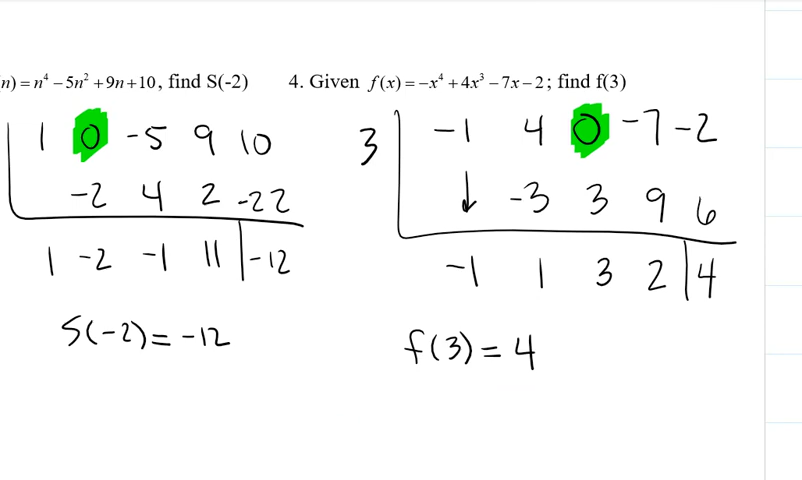 n) = n⁴ − 5n² + 9n + 10, find S(-2)
1 0 -5 9 10
-2 4 2 -22
1 -2 -1 11 -12
S(-2) = -12
4. Given f(x) = −x⁴ + 4x³ − 7x − 2; find f(3)
3 -1 4 0 -7 -2
↓ -3 3 9 6
-1 1 3 2 4
f(3) = 4